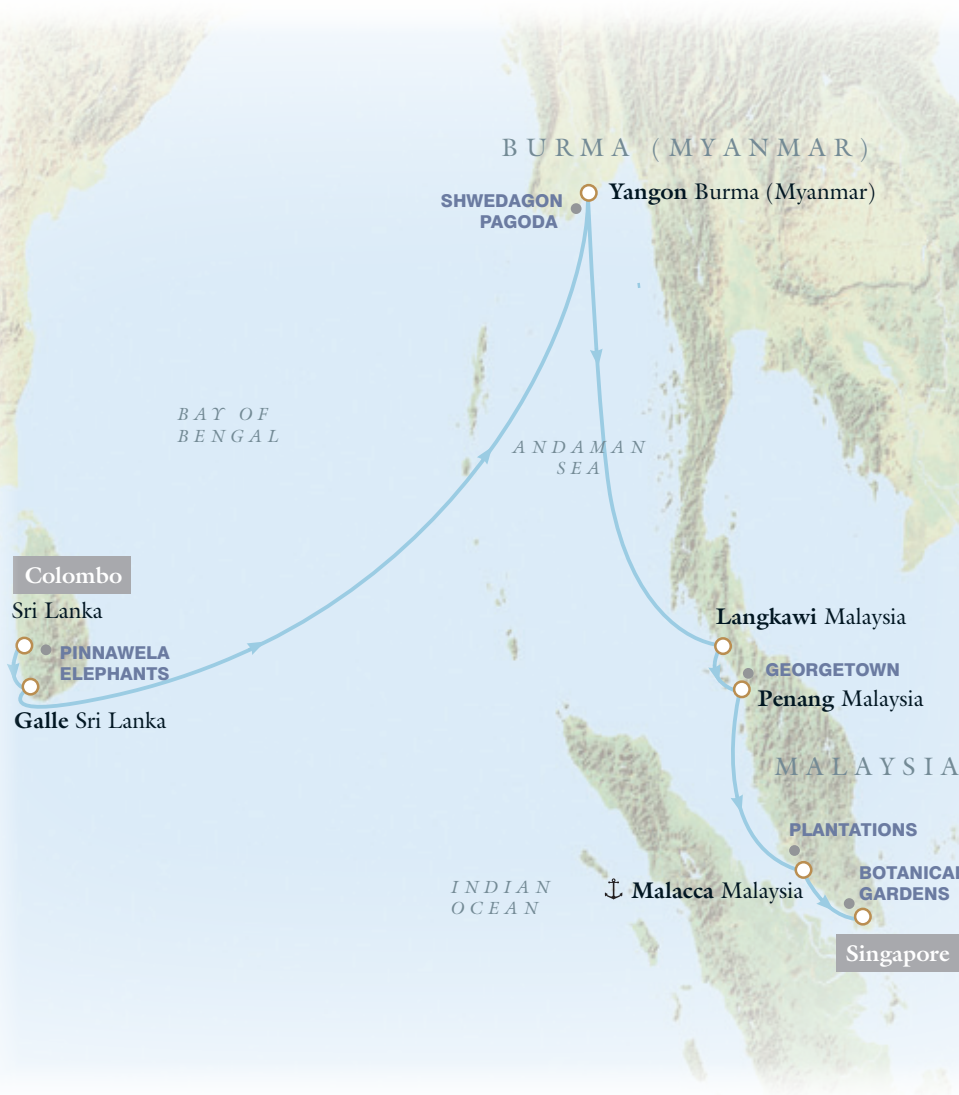 BURMA (MYANMAR)
Yangon Burma (Myanmar)
SHWEDAGON
PAGODA
BAY OF
BENGAL
ANDAMAN
SEA
Colombo
Sri Lanka
PINNAWELA
ELEPHANTS
Galle Sri Lanka
Langkawi Malaysia
GEORGETOWN
Penang Malaysia
MALAYSIA
PLANTATIONS
BOTANICAL
GARDENS
INDIAN
OCEAN
Malacca Malaysia
Singapore